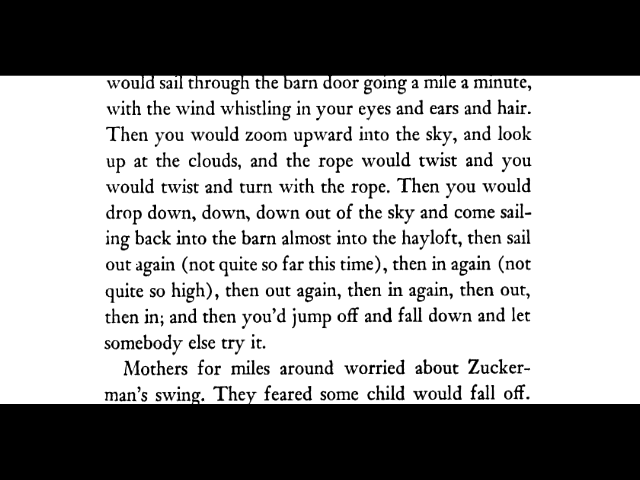 would sail through the barn door going a mile a minute,
with the wind whistling in your eyes and ears and hair.
Then you would zoom upward into the sky, and look
up at the clouds, and the rope would twist and you
would twist and turn with the rope. Then you would
drop down, down, down out of the sky and come sail-
ing back into the barn almost into the hayloft, then sail
out again (not quite so far this time), then in again (not
quite so high), then out again, then in again, then out,
then in; and then you'd jump off and fall down and let
somebody else try it.
Mothers for miles around worried about Zucker-
man's swing. They feared some child would fall off.